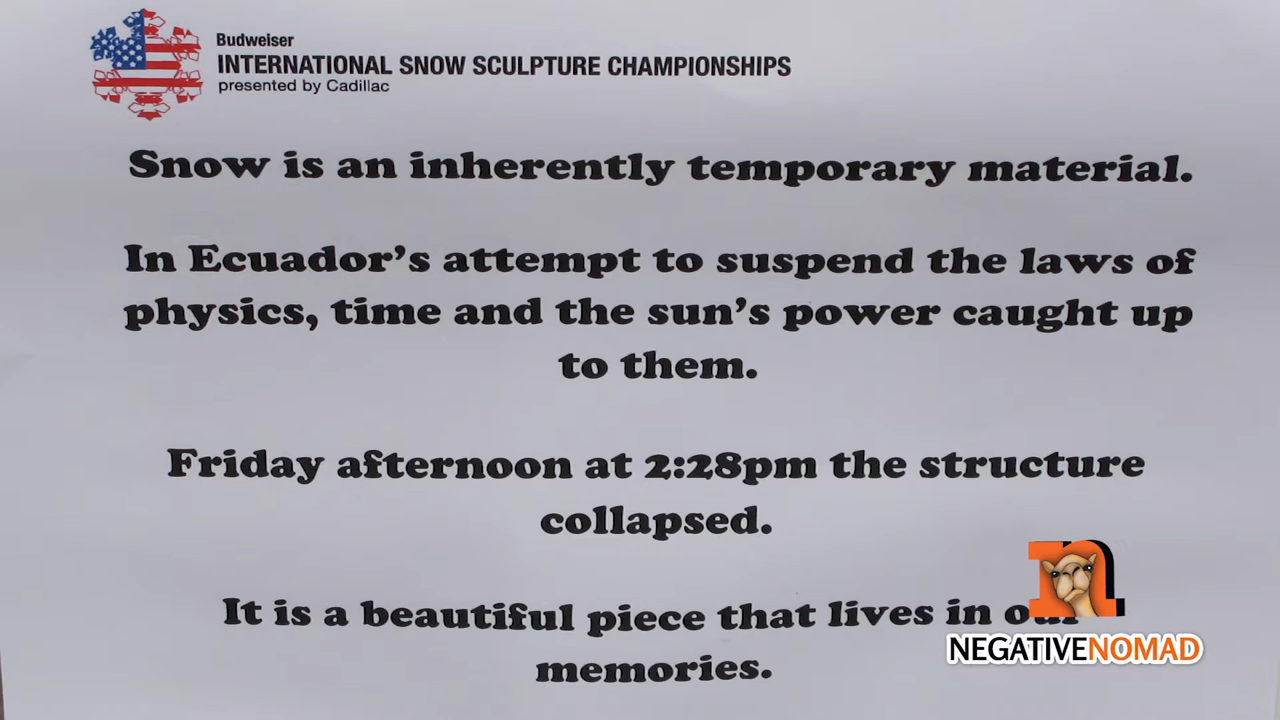 Budweiser
INTERNATIONAL SNOW SCULPTURE CHAMPIONSHIPS
presented by Cadillac
Snow is an inherently temporary material.
In Ecuador's attempt to suspend the laws of
physics, time and the sun's power caught up
to them.
Friday afternoon at 2:28pm the structure
collapsed.
It is a beautiful piece that lives in our
memories.
n
NEGATIVENOMAD